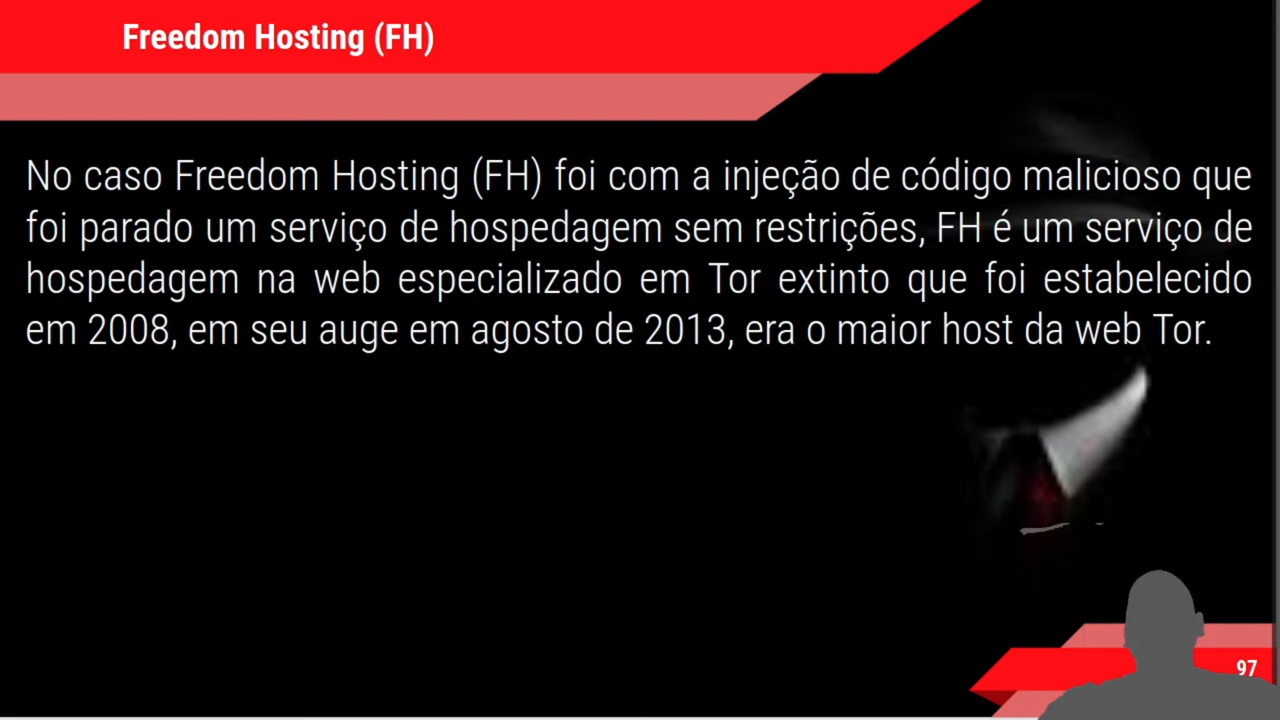 Freedom Hosting (FH)
No caso Freedom Hosting (FH) foi com a injeção de código malicioso que
foi parado um serviço de hospedagem sem restrições, FH é um serviço de
hospedagem na web especializado em Tor extinto que foi estabelecido
em 2008, em seu auge em agosto de 2013, era o maior host da web Tor.
97